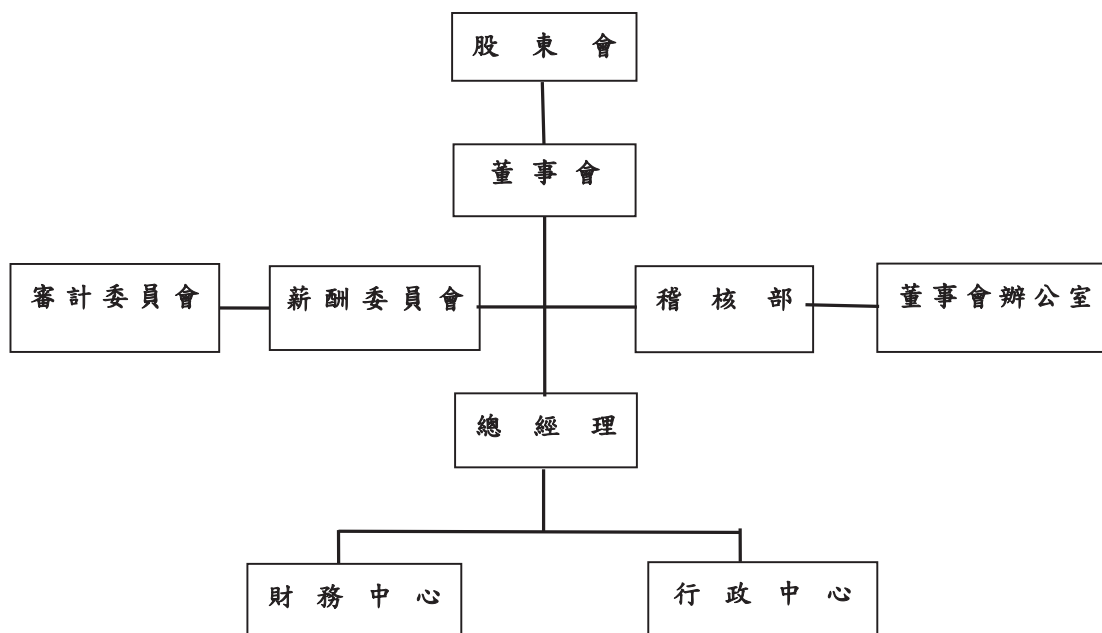 股東會
董事會
審計委員會
薪酬委員會
稽核部
董事會辦公室
總經理
財務中心
行政中心